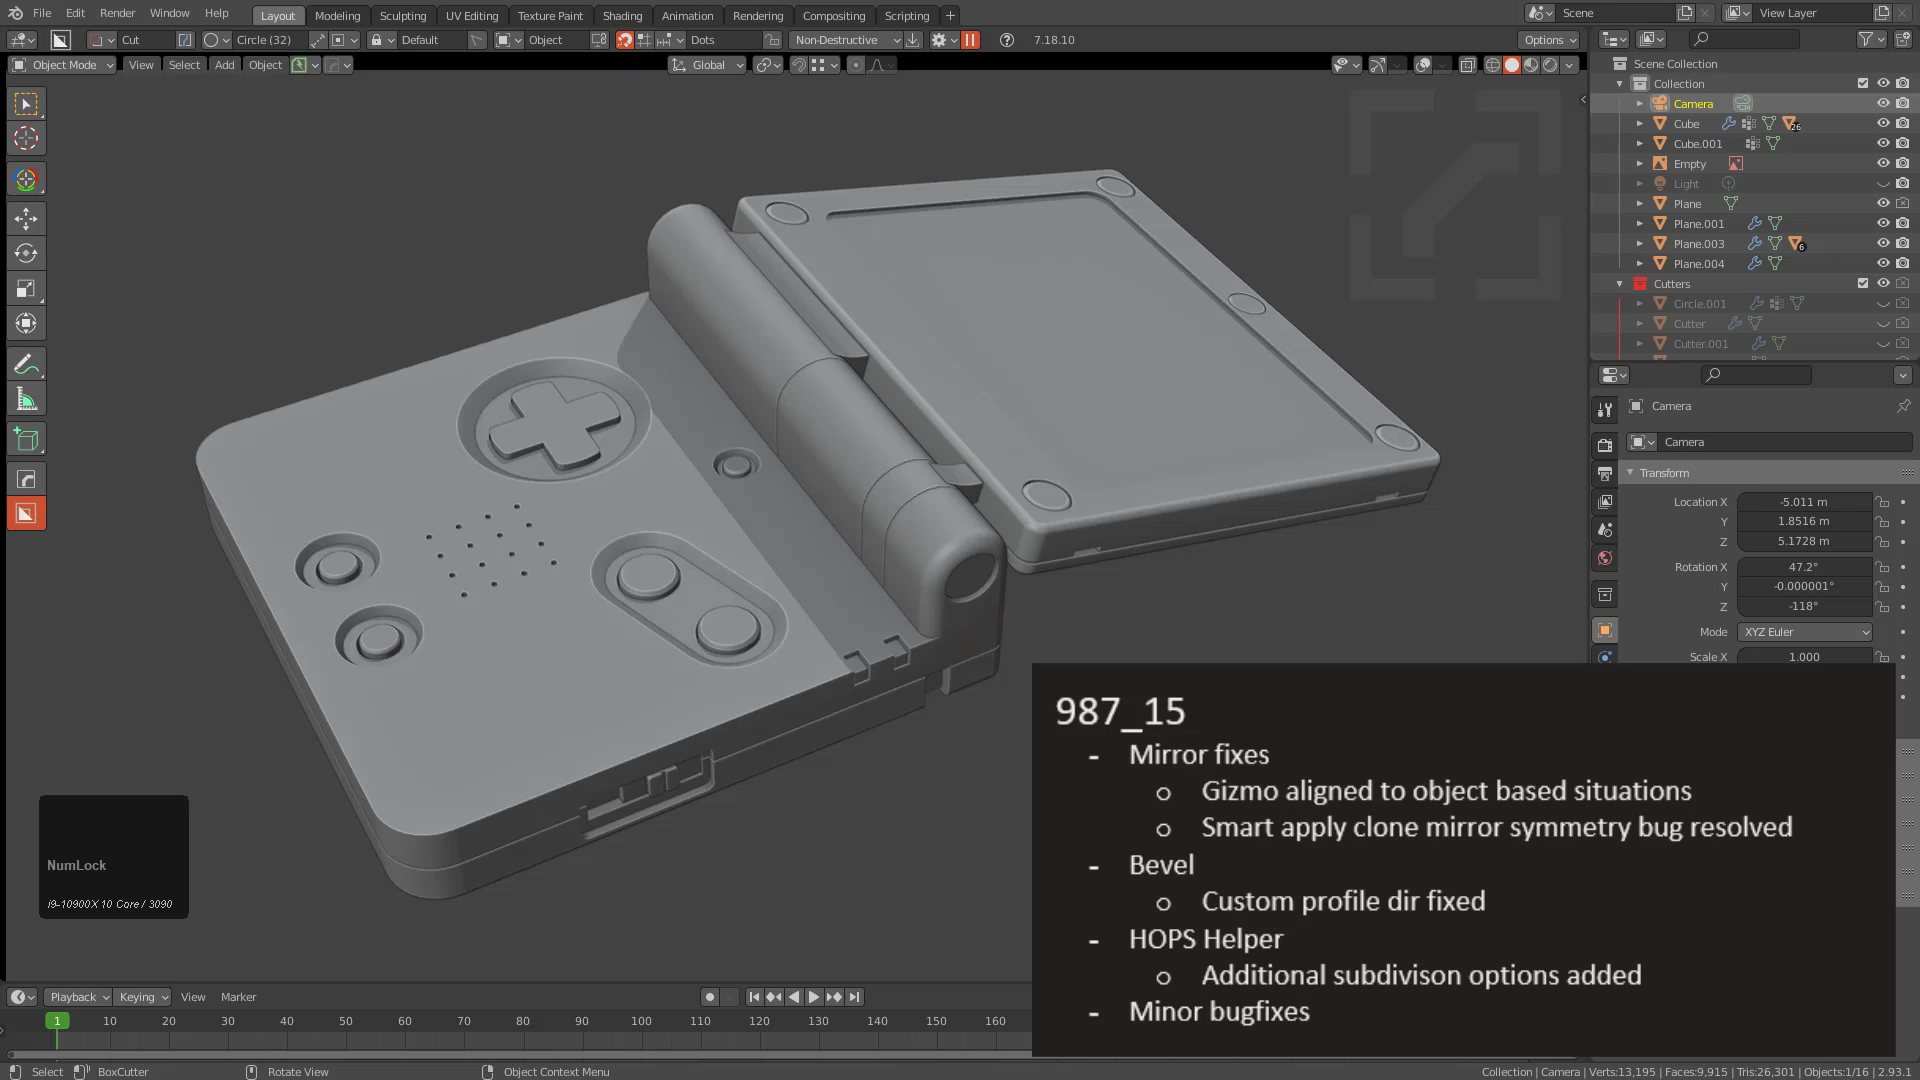 File Edit Render Window Help Layout Modeling Sculpting UV Editing Texture Paint Shading Animation Rendering Compositing Scripting + Scene View Layer
Cut Circle (32) Default Object Dots Non-Destructive 7.18.10 Options
Object Mode View Select Add Object Global
Scene Collection
Collection
Camera
Cube 26
Cube.001
Empty
Light
Plane
Plane.001
Plane.003 6
Plane.004
Cutters
Circle.001
Cutter
Cutter.001
Camera
Camera
Transform
Location X -5.011 m
Y 1.8516 m
Z 5.1728 m
Rotation X 47.2°
Y -0.000001°
Z -118°
Mode XYZ Euler
Scale X 1.000
987_15
- Mirror fixes
o Gizmo aligned to object based situations
o Smart apply clone mirror symmetry bug resolved
- Bevel
o Custom profile dir fixed
- HOPS Helper
o Additional subdivison options added
- Minor bugfixes
NumLock
i9-10900X 10 Core / 3090
Playback Keying View Marker
1 10 20 30 40 50 60 70 80 90 100 110 120 130 140 150 160
Select BoxCutter Rotate View Object Context Menu Collection | Camera | Verts:13,195 | Faces:9,915 | Tris:26,301 | Objects:1/16 | 2.93.1